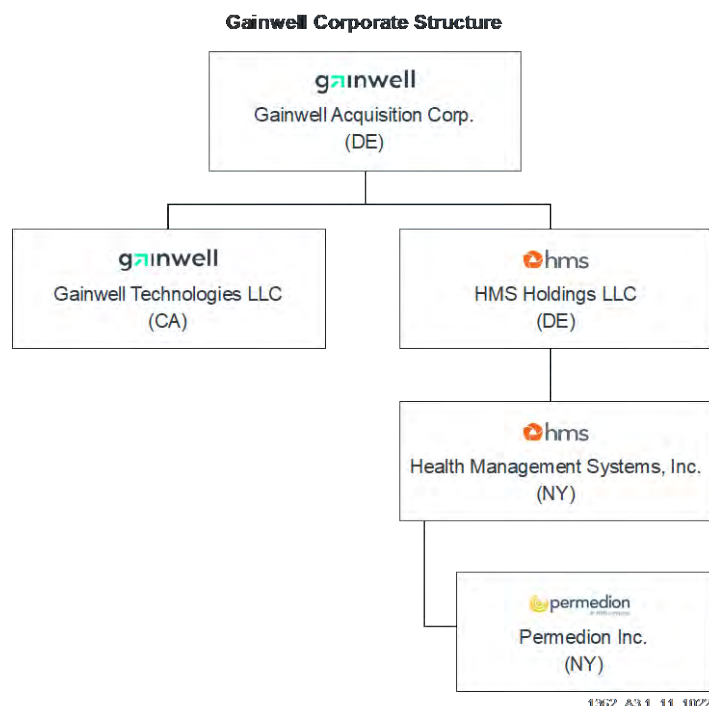 Gainwell Corporate Structure
gainwell
Gainwell Acquisition Corp.
(DE)
gainwell
Gainwell Technologies LLC
(CA)
hms
HMS Holdings LLC
(DE)
hms
Health Management Systems, Inc.
(NY)
permedion
Permedion Inc.
(NY)